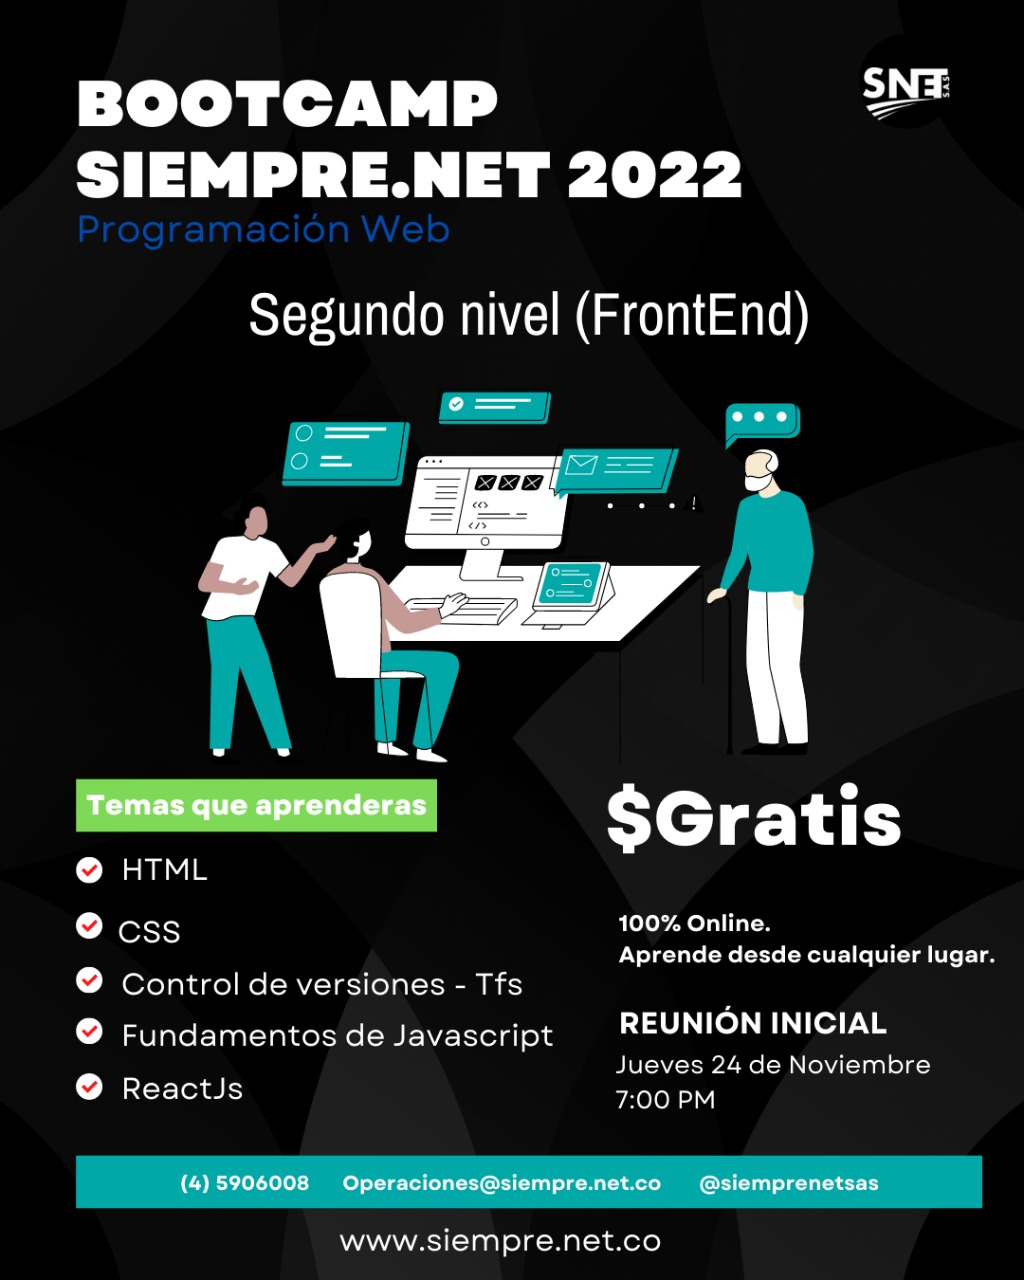 BOOTCAMP
SIEMPRE.NET 2022
SNET
S.A.S
Programación Web
Segundo nivel (FrontEnd)
Temas que aprenderas
HTML
CSS
Control de versiones - Tfs
Fundamentos de Javascript
ReactJs
$Gratis
100% Online.
Aprende desde cualquier lugar.
REUNIÓN INICIAL
Jueves 24 de Noviembre
7:00 PM
(4) 5906008 Operaciones@siempre.net.co @siemprenetsas
www.siempre.net.co